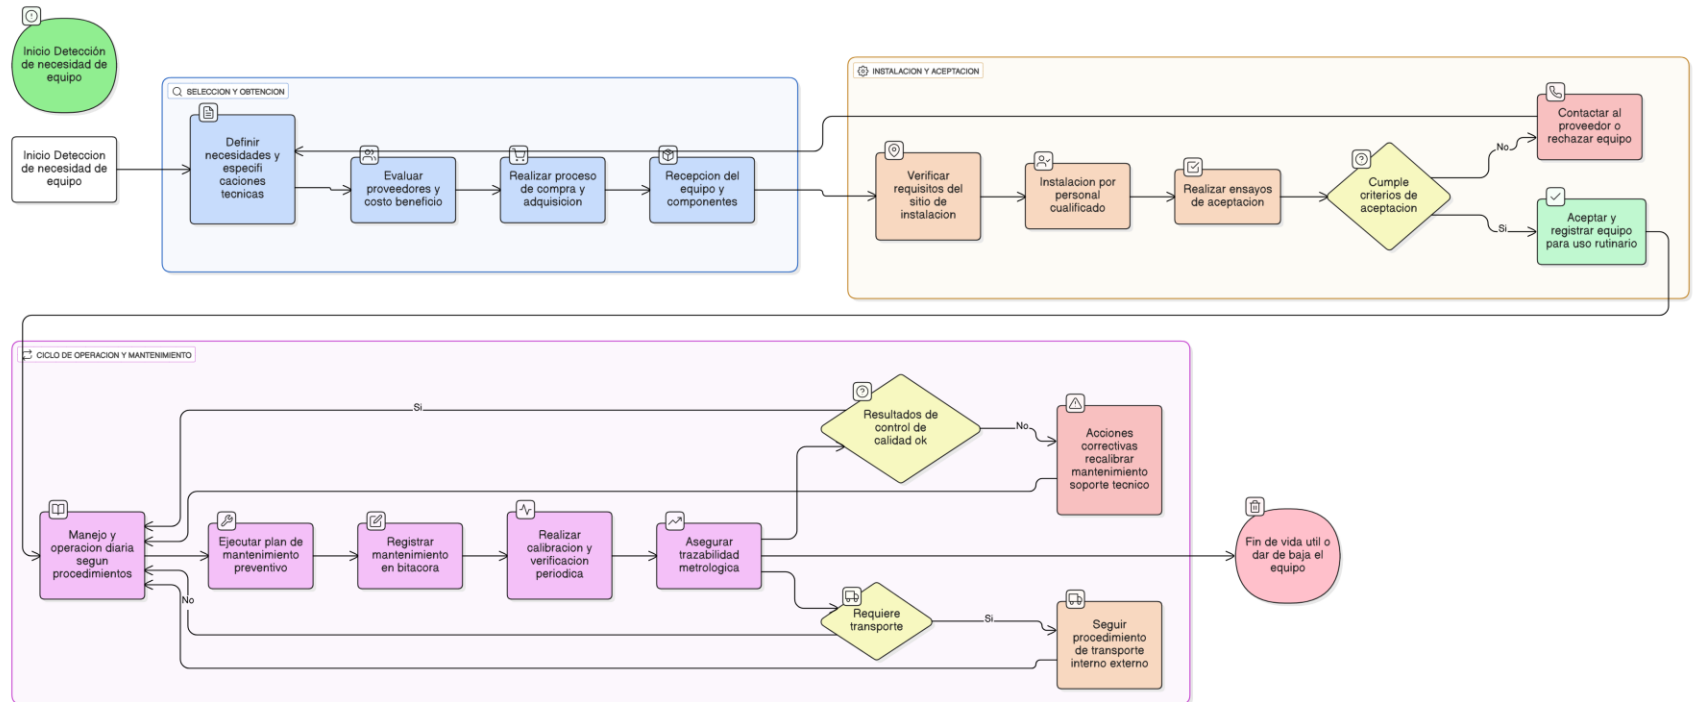 Inicio Detección
de necesidad de
equipo
Inicio Deteccion
de necesidad de
equipo
SELECCION Y OBTENCION
Definir
necesidades y
especifi
caciones
tecnicas
Evaluar
proveedores y
costo beneficio
Realizar proceso
de compra y
adquisicion
Recepcion del
equipo y
componentes
INSTALACION Y ACEPTACION
Verificar
requisitos del
sitio de
instalacion
Instalacion por
personal
cualificado
Realizar ensayos
de aceptacion
Cumple
criterios de
aceptacion
No
Contactar al
proveedor o
rechazar equipo
Si
Aceptar y
registrar equipo
para uso rutinario
CICLO DE OPERACION Y MANTENIMIENTO
Manejo y
operacion diaria
segun
procedimientos
Ejecutar plan de
mantenimiento
preventivo
Registrar
mantenimiento
en bitacora
Realizar
calibracion y
verificacion
periodica
Asegurar
trazabilidad
metrologica
Si
Resultados de
control de
calidad ok
No
Acciones
correctivas
recalibrar
mantenimiento
soporte tecnico
No
Requiere
transporte
Si
Seguir
procedimiento
de transporte
interno externo
Fin de vida util o
dar de baja el
equipo